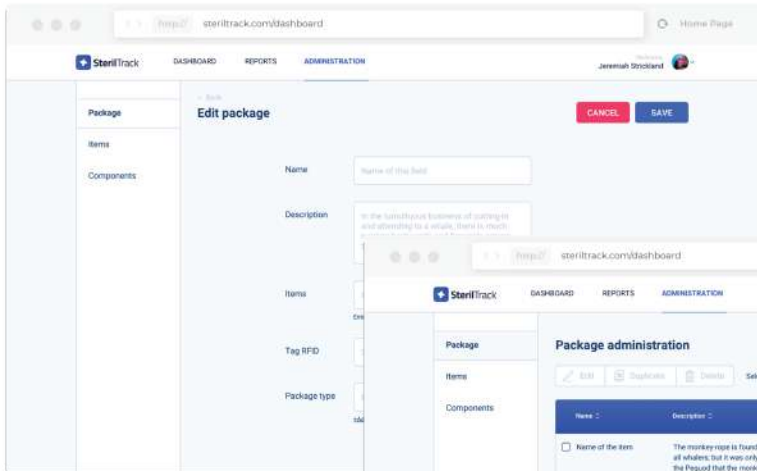 http:// steriltrack.com/dashboard Home Page
SterilTrack DASHBOARD REPORTS ADMINISTRATION
Jeremiah Strickland
← Back
Package
Edit package
CANCEL SAVE
Items
Components
Name
Name of this field
Description
In the tumultuous business of cutting-in
and attending to a whale, there is much
Items
Tag RFID
Package type
http:// steriltrack.com/dashboard
SterilTrack DASHBOARD REPORTS ADMINISTRATION
Package
Package administration
Items
Edit Duplicate Delete
Components
Name
Description
Name of the item
The monkey-rope is found
all whalers; but it was only
the Pequod that the monk